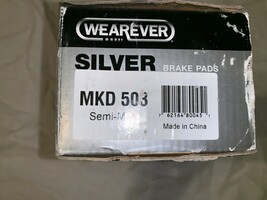 WEAREVER
SILVER BRAKE PADS
MKD 503
Made in China